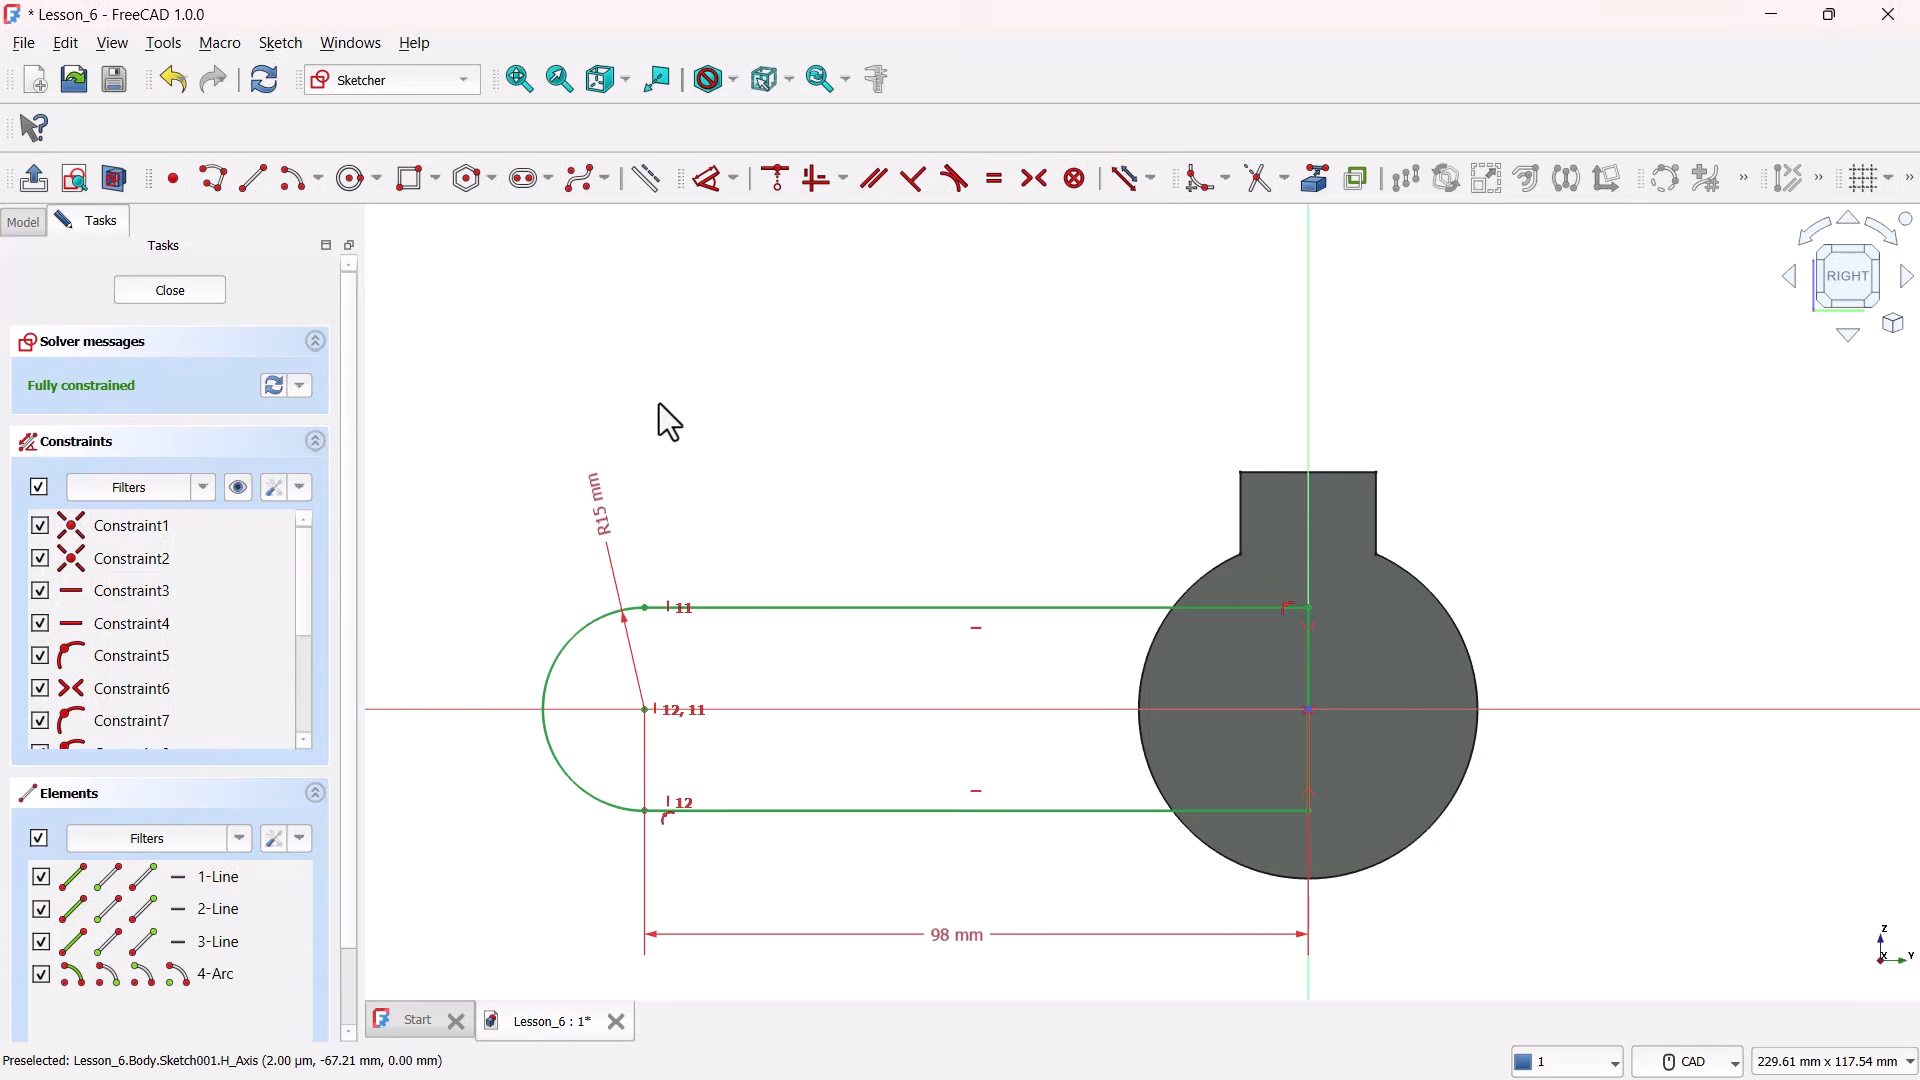 * Lesson_6 - FreeCAD 1.0.0
File Edit View Tools Macro Sketch Windows Help
Sketcher
Model Tasks
Tasks
Close
Solver messages
Fully constrained
Constraints
Filters
Constraint1
Constraint2
Constraint3
Constraint4
Constraint5
Constraint6
Constraint7
Elements
Filters
1-Line
2-Line
3-Line
4-Arc
R15 mm
11
12, 11
12
98 mm
RIGHT
Z
X
Y
Start
Lesson_6 : 1*
Preselected: Lesson_6.Body.Sketch001.H_Axis (2.00 µm, -67.21 mm, 0.00 mm)
1
CAD
229.61 mm x 117.54 mm